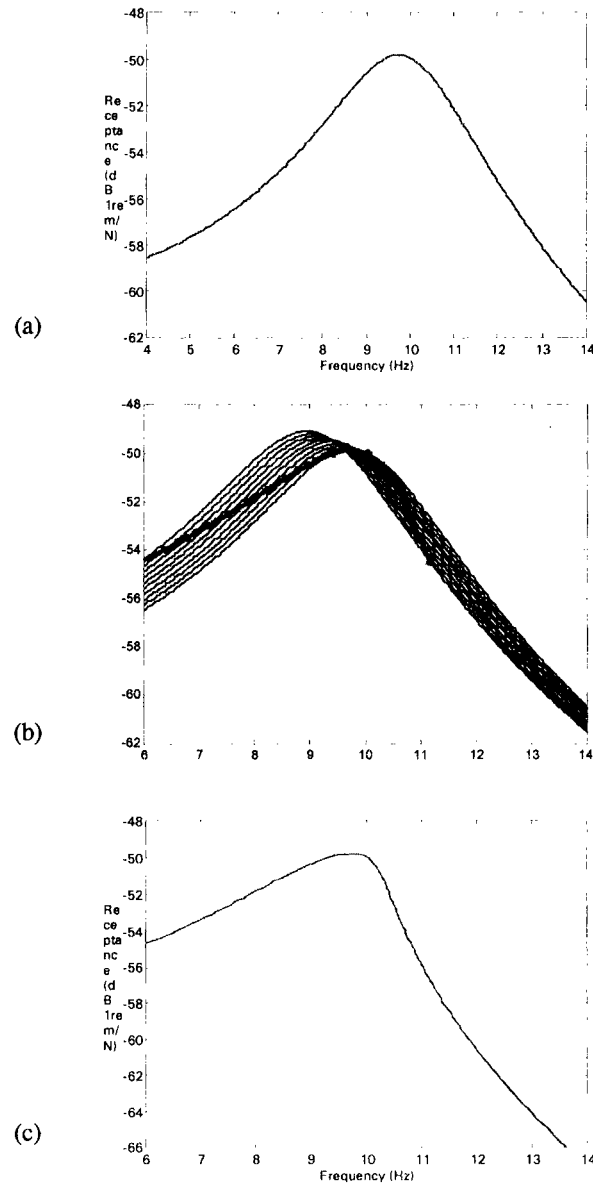 -48
-50
Re
ce
ptan
ce
(d
B
1re
m/
N)
-52
-54
-56
-58
-60
-62
4 5 6 7 8 9 10 11 12 13 14
Frequency (Hz)
(a)
-48
-50
-52
-54
-56
-58
-60
-62
6 7 8 9 10 11 12 13 14
(b)
-48
-50
-52
-54
-56
-58
-60
-62
-64
-66
Re
ce
pta
nc
e
(d
B
1re
m/
N)
6 7 8 9 10 11 12 13 14
Frequency (Hz)
(c)